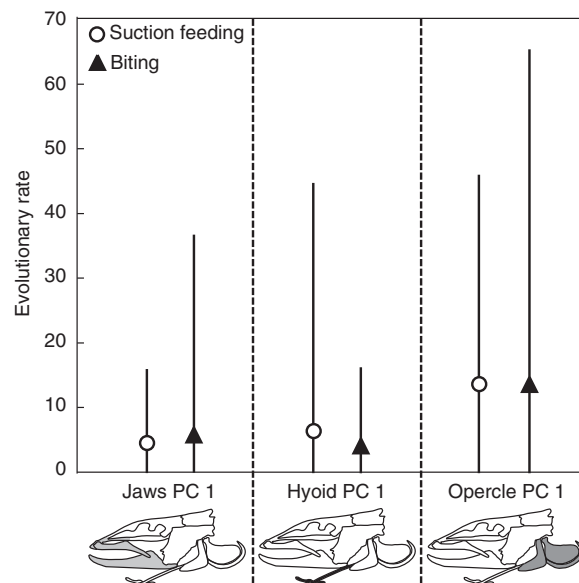 70
60
50
40
30
20
10
0
Evolutionary rate
Suction feeding
Biting
Jaws PC 1
Hyoid PC 1
Opercle PC 1